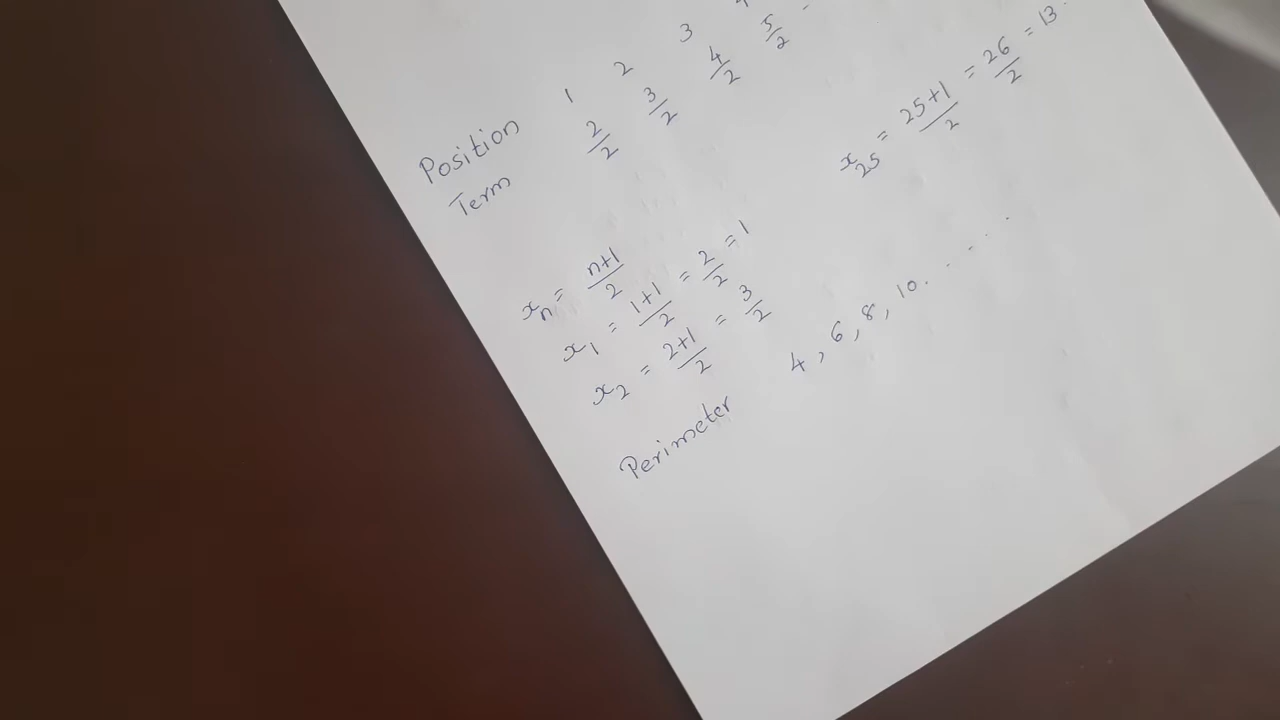 Position 1 2 3
Term 2/2 3/2 4/2 5/2 -
x₂₅ = 25+1/2 = 26/2 = 13.
xₙ = n+1/2
x₁ = 1+1/2 = 2/2 = 1
x₂ = 2+1/2 = 3/2
Perimeter 4, 6, 8, 10. . . . .